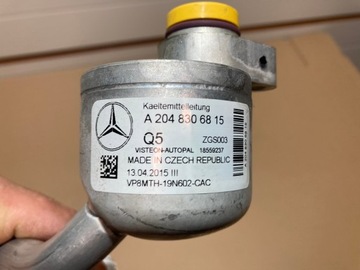 Kaeltemittelleitung
A 204 830 68 15
Q5 ZGS003
VISTEON-AUTOPAL 18559237
MADE IN CZECH REPUBLIC
13.04.2015 III
VP8MTH-19N602-CAC